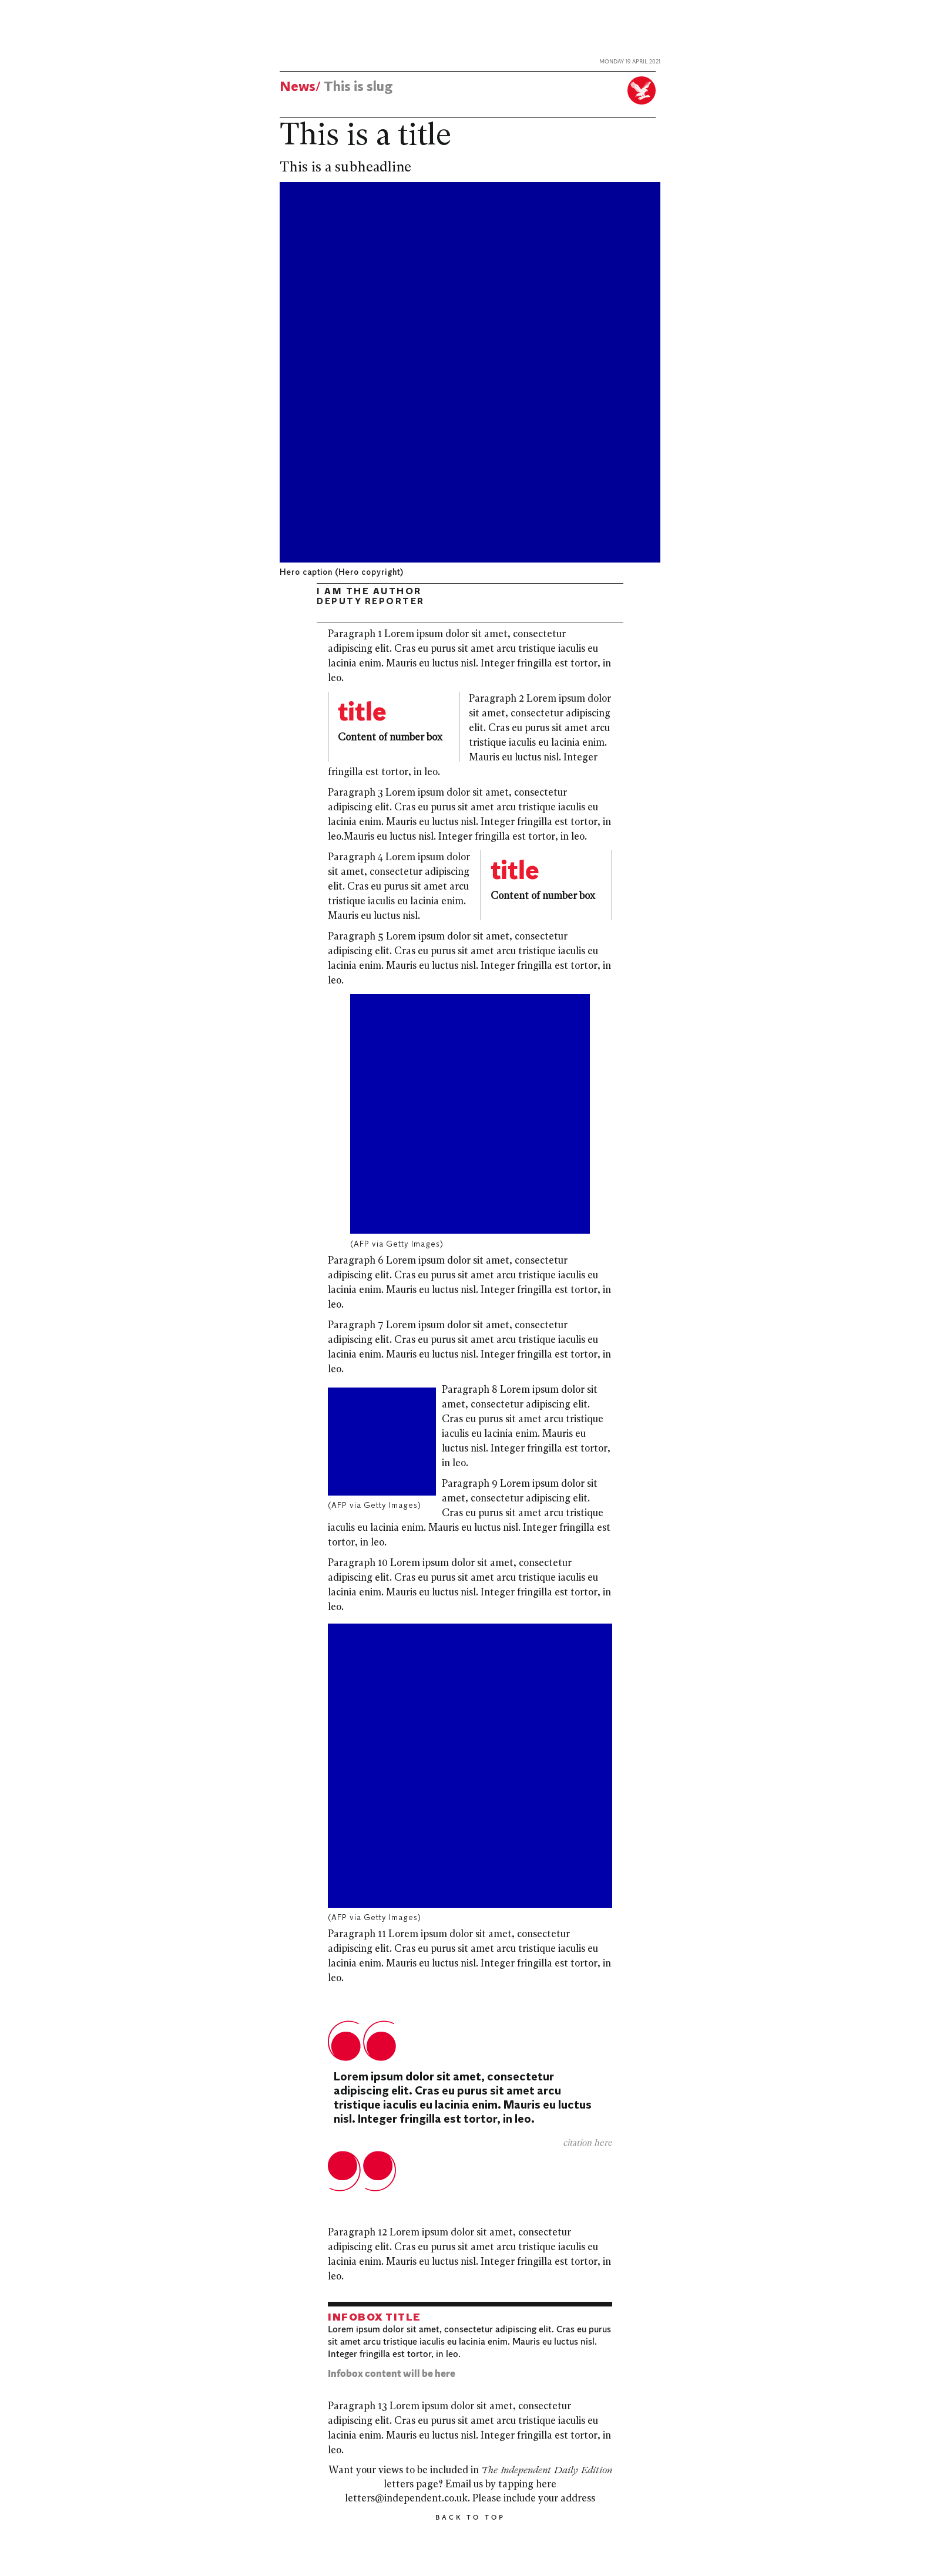 MONDAY 19 APRIL 2021
News/ This is slug
This is a title
This is a subheadline
Hero caption (Hero copyright)
I AM THE AUTHOR
DEPUTY REPORTER
Paragraph 1 Lorem ipsum dolor sit amet, consectetur
adipiscing elit. Cras eu purus sit amet arcu tristique iaculis eu
lacinia enim. Mauris eu luctus nisl. Integer fringilla est tortor, in
leo.
title
Content of number box
Paragraph 2 Lorem ipsum dolor
sit amet, consectetur adipiscing
elit. Cras eu purus sit amet arcu
tristique iaculis eu lacinia enim.
Mauris eu luctus nisl. Integer
fringilla est tortor, in leo.
Paragraph 3 Lorem ipsum dolor sit amet, consectetur
adipiscing elit. Cras eu purus sit amet arcu tristique iaculis eu
lacinia enim. Mauris eu luctus nisl. Integer fringilla est tortor, in
leo.Mauris eu luctus nisl. Integer fringilla est tortor, in leo.
Paragraph 4 Lorem ipsum dolor
sit amet, consectetur adipiscing
elit. Cras eu purus sit amet arcu
tristique iaculis eu lacinia enim.
Mauris eu luctus nisl.
title
Content of number box
Paragraph 5 Lorem ipsum dolor sit amet, consectetur
adipiscing elit. Cras eu purus sit amet arcu tristique iaculis eu
lacinia enim. Mauris eu luctus nisl. Integer fringilla est tortor, in
leo.
(AFP via Getty Images)
Paragraph 6 Lorem ipsum dolor sit amet, consectetur
adipiscing elit. Cras eu purus sit amet arcu tristique iaculis eu
lacinia enim. Mauris eu luctus nisl. Integer fringilla est tortor, in
leo.
Paragraph 7 Lorem ipsum dolor sit amet, consectetur
adipiscing elit. Cras eu purus sit amet arcu tristique iaculis eu
lacinia enim. Mauris eu luctus nisl. Integer fringilla est tortor, in
leo.
(AFP via Getty Images)
Paragraph 8 Lorem ipsum dolor sit
amet, consectetur adipiscing elit.
Cras eu purus sit amet arcu tristique
iaculis eu lacinia enim. Mauris eu
luctus nisl. Integer fringilla est tortor,
in leo.
Paragraph 9 Lorem ipsum dolor sit
amet, consectetur adipiscing elit.
Cras eu purus sit amet arcu tristique
iaculis eu lacinia enim. Mauris eu luctus nisl. Integer fringilla est
tortor, in leo.
Paragraph 10 Lorem ipsum dolor sit amet, consectetur
adipiscing elit. Cras eu purus sit amet arcu tristique iaculis eu
lacinia enim. Mauris eu luctus nisl. Integer fringilla est tortor, in
leo.
(AFP via Getty Images)
Paragraph 11 Lorem ipsum dolor sit amet, consectetur
adipiscing elit. Cras eu purus sit amet arcu tristique iaculis eu
lacinia enim. Mauris eu luctus nisl. Integer fringilla est tortor, in
leo.
Lorem ipsum dolor sit amet, consectetur
adipiscing elit. Cras eu purus sit amet arcu
tristique iaculis eu lacinia enim. Mauris eu luctus
nisl. Integer fringilla est tortor, in leo.
citation here
Paragraph 12 Lorem ipsum dolor sit amet, consectetur
adipiscing elit. Cras eu purus sit amet arcu tristique iaculis eu
lacinia enim. Mauris eu luctus nisl. Integer fringilla est tortor, in
leo.
INFOBOX TITLE
Lorem ipsum dolor sit amet, consectetur adipiscing elit. Cras eu purus
sit amet arcu tristique iaculis eu lacinia enim. Mauris eu luctus nisl.
Integer fringilla est tortor, in leo.
Infobox content will be here
Paragraph 13 Lorem ipsum dolor sit amet, consectetur
adipiscing elit. Cras eu purus sit amet arcu tristique iaculis eu
lacinia enim. Mauris eu luctus nisl. Integer fringilla est tortor, in
leo.
Want your views to be included in The Independent Daily Edition
letters page? Email us by tapping here
letters@independent.co.uk. Please include your address
BACK TO TOP